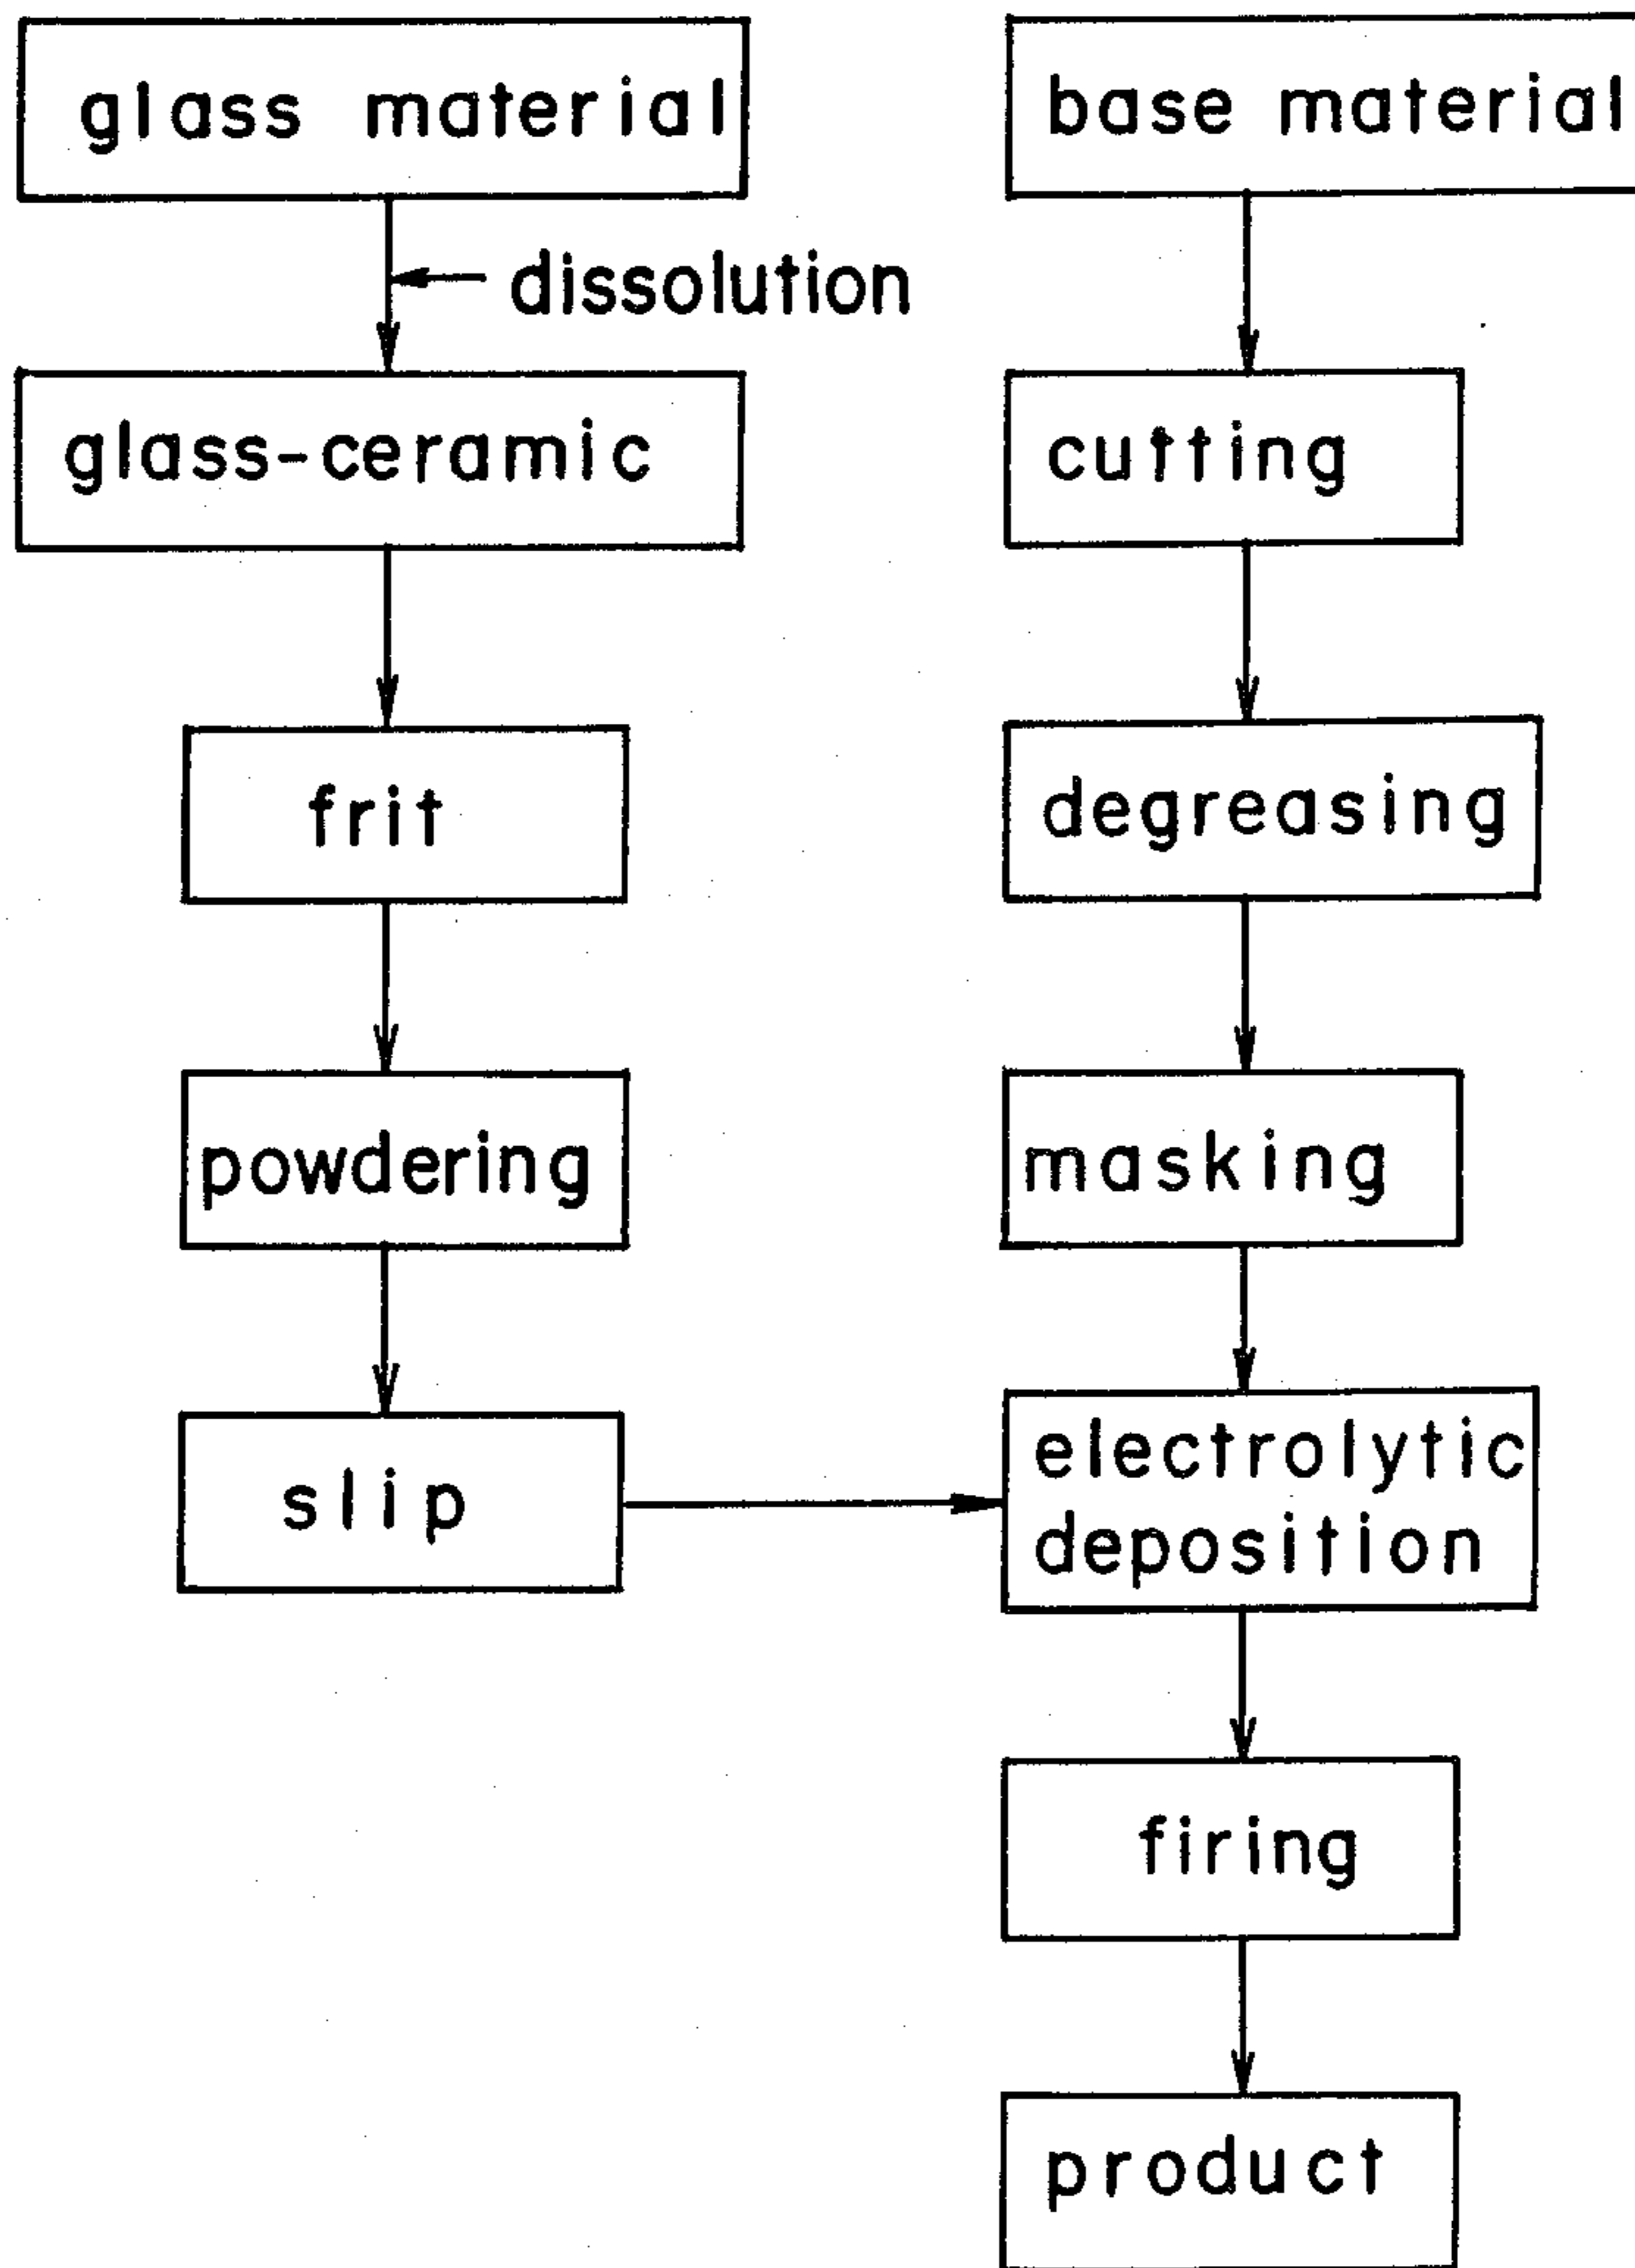 glass material
dissolution
glass-ceramic
frit
powdering
slip
base material
cutting
degreasing
masking
electrolytic
deposition
firing
product